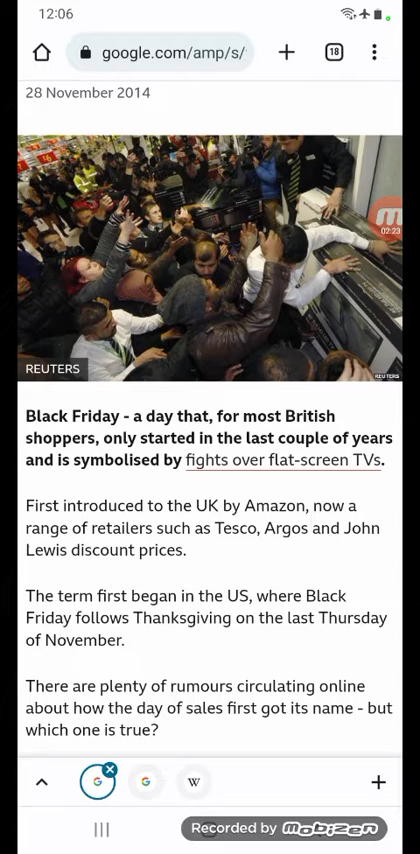 12:06
google.com/amp/s/
18
28 November 2014
02:23
REUTERS
REUTERS
Black Friday - a day that, for most British
shoppers, only started in the last couple of years
and is symbolised by fights over flat-screen TVs.
First introduced to the UK by Amazon, now a
range of retailers such as Tesco, Argos and John
Lewis discount prices.
The term first began in the US, where Black
Friday follows Thanksgiving on the last Thursday
of November.
There are plenty of rumours circulating online
about how the day of sales first got its name - but
which one is true?
G
G
W
Recorded by mobizen